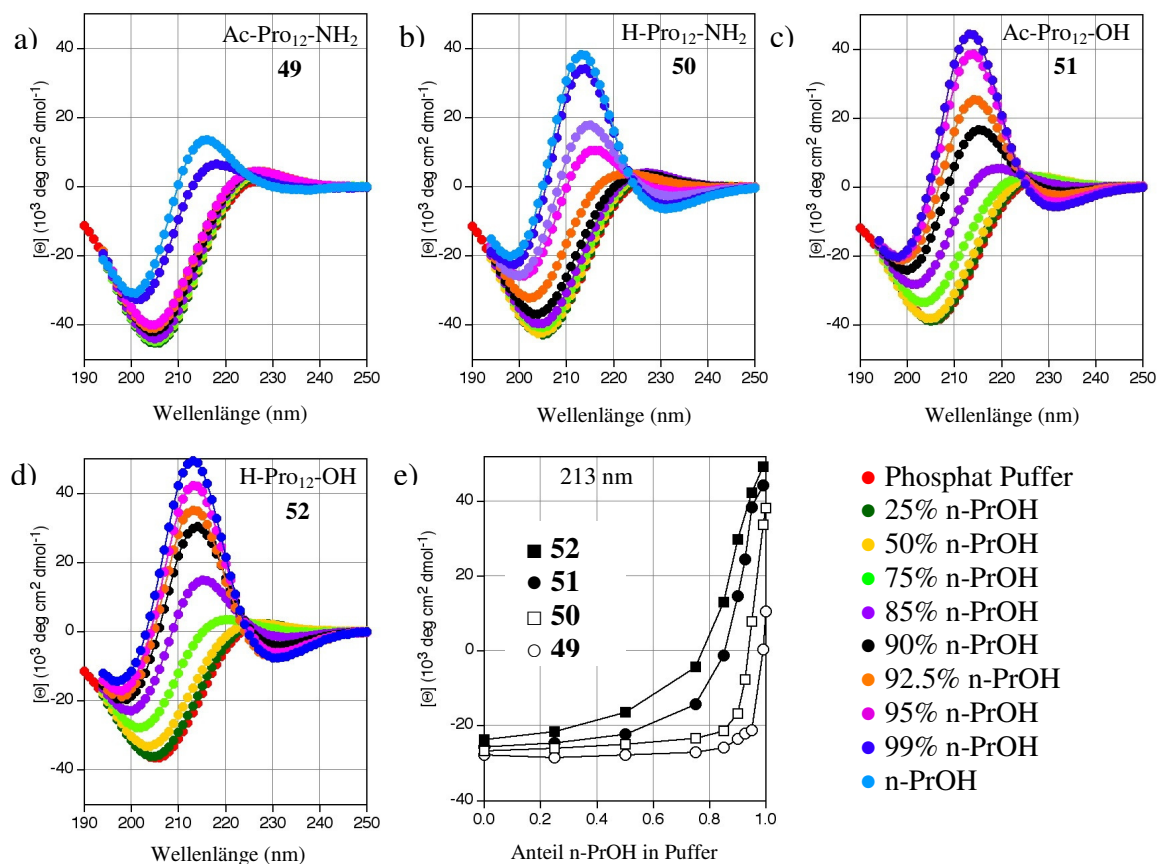 a) Ac-Pro₁₂-NH₂
49
[Θ] (10³ deg cm² dmol⁻¹)
40
20
0
-20
-40
190 200 210 220 230 240 250
Wellenlänge (nm)
b) H-Pro₁₂-NH₂
50
[Θ] (10³ deg cm² dmol⁻¹)
40
20
0
-20
-40
190 200 210 220 230 240 250
Wellenlänge (nm)
c) Ac-Pro₁₂-OH
51
[Θ] (10³ deg cm² dmol⁻¹)
40
20
0
-20
-40
190 200 210 220 230 240 250
Wellenlänge (nm)
d) H-Pro₁₂-OH
52
[Θ] (10³ deg cm² dmol⁻¹)
40
20
0
-20
-40
190 200 210 220 230 240 250
Wellenlänge (nm)
e) 213 nm
52
51
50
49
[Θ] (10³ deg cm² dmol⁻¹)
40
20
0
-20
-40
0.0 0.2 0.4 0.6 0.8 1.0
Anteil n-PrOH in Puffer
Phosphat Puffer
25% n-PrOH
50% n-PrOH
75% n-PrOH
85% n-PrOH
90% n-PrOH
92.5% n-PrOH
95% n-PrOH
99% n-PrOH
n-PrOH